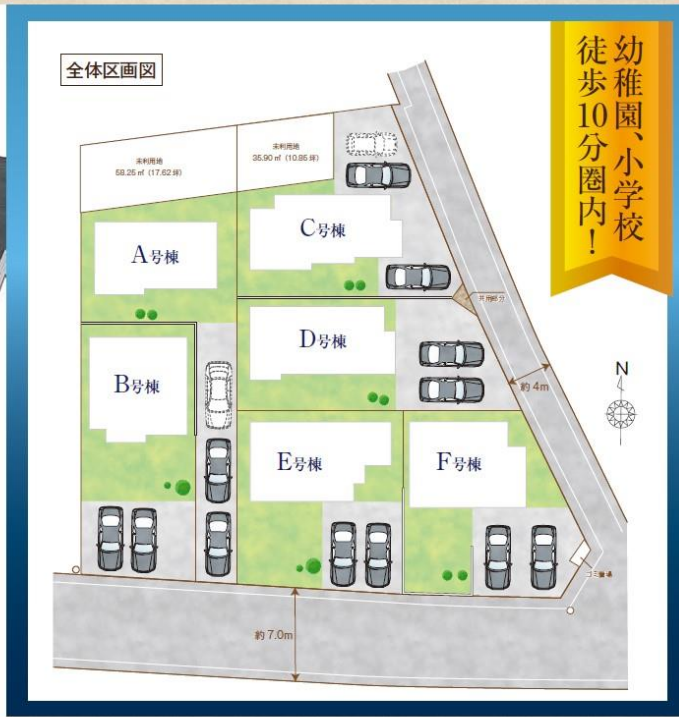 全体区画図
幼稚園、小学校
徒歩10分圏内！
未利用地
58.25㎡ (17.62坪)
未利用地
35.90㎡ (10.85坪)
A号棟
C号棟
共用部分
D号棟
B号棟
約4m
N
E号棟
F号棟
ゴミ置場
約7.0m